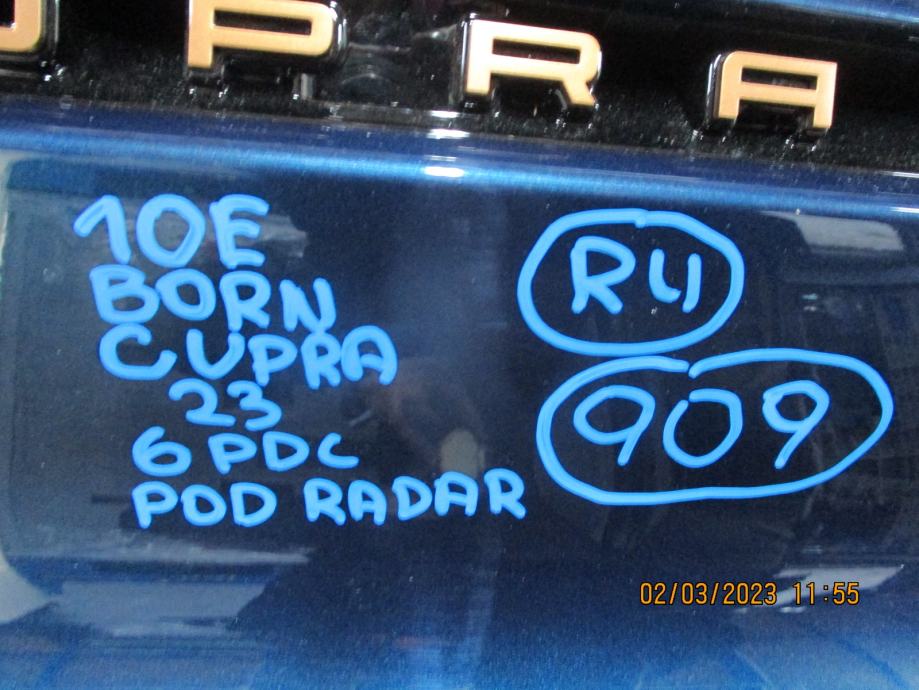 UPRA
10E
BORN
CUPRA
23
6 PDC
POD RADAR
R4
909
02/03/2023 11:55